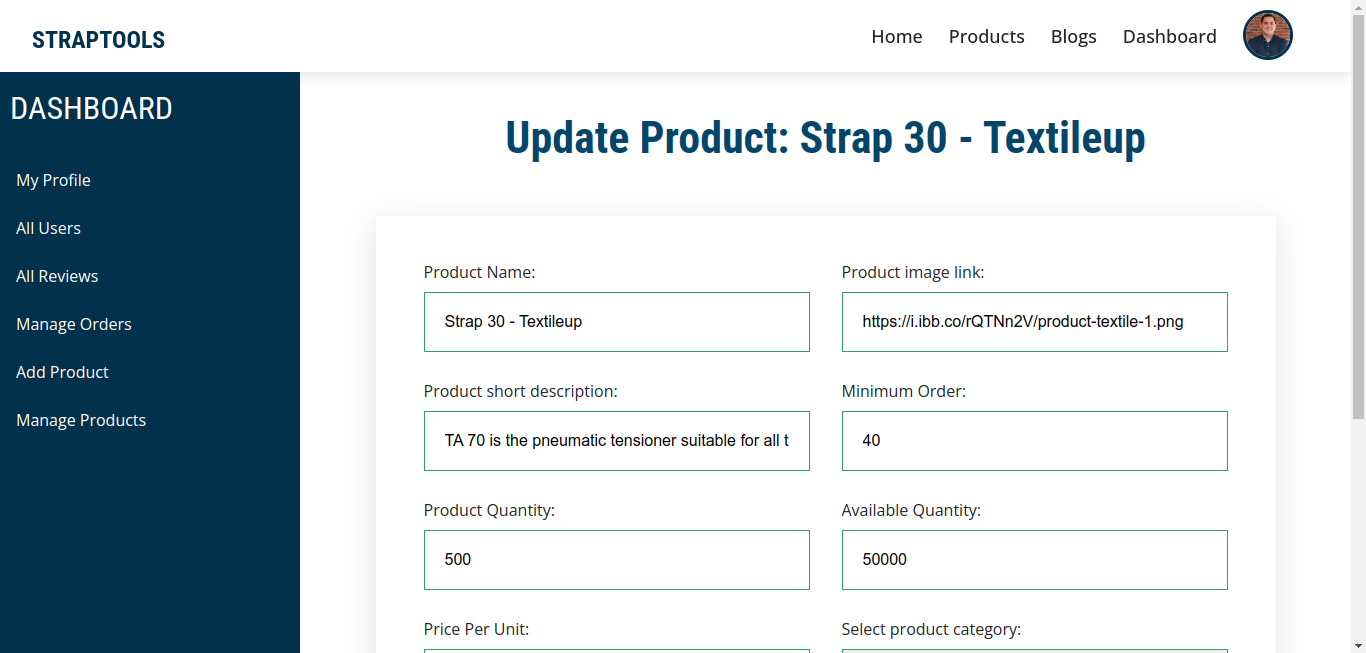 STRAPTOOLS
Home Products Blogs Dashboard
DASHBOARD
My Profile
All Users
All Reviews
Manage Orders
Add Product
Manage Products
Update Product: Strap 30 - Textileup
Product Name:
Strap 30 - Textileup
Product image link:
https://i.ibb.co/rQTNn2V/product-textile-1.png
Product short description:
TA 70 is the pneumatic tensioner suitable for all t
Minimum Order:
40
Product Quantity:
500
Available Quantity:
50000
Price Per Unit:
Select product category: